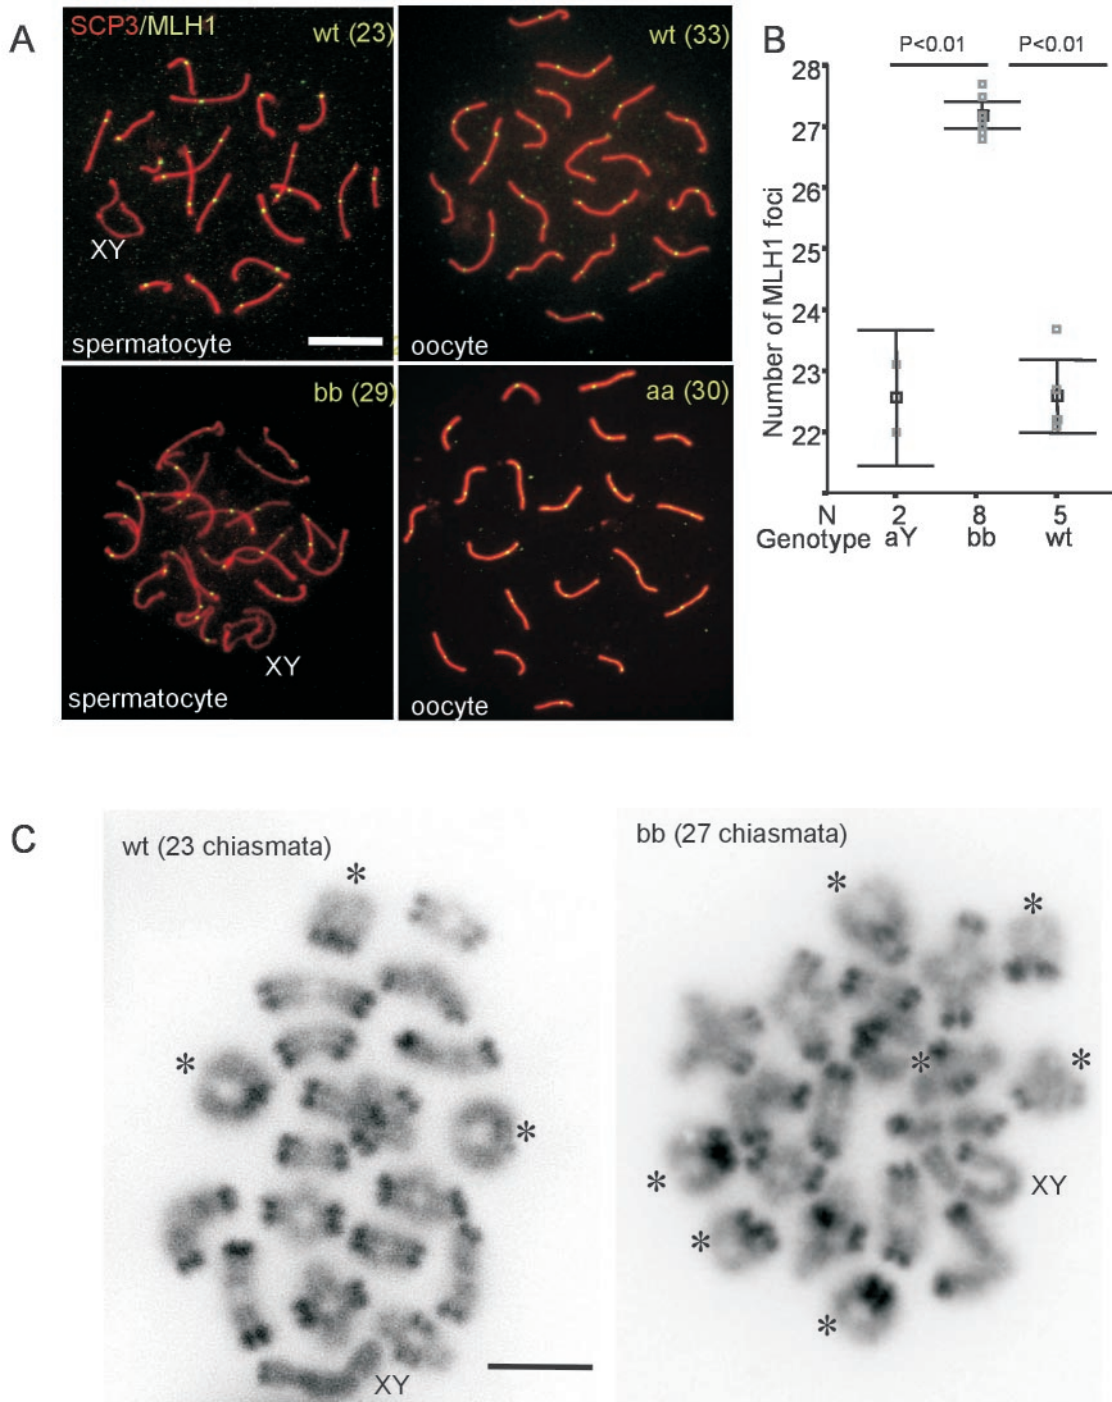 A
SCP3/MLH1
wt (23)
XY
spermatocyte
wt (33)
oocyte
bb (29)
XY
spermatocyte
aa (30)
oocyte
B
P<0.01 P<0.01
Number of MLH1 foci
28
27
26
25
24
23
22
N 2 8 5
Genotype aY bb wt
C
wt (23 chiasmata)
*
*
*
XY
bb (27 chiasmata)
*
*
*
*
*
*
*
XY